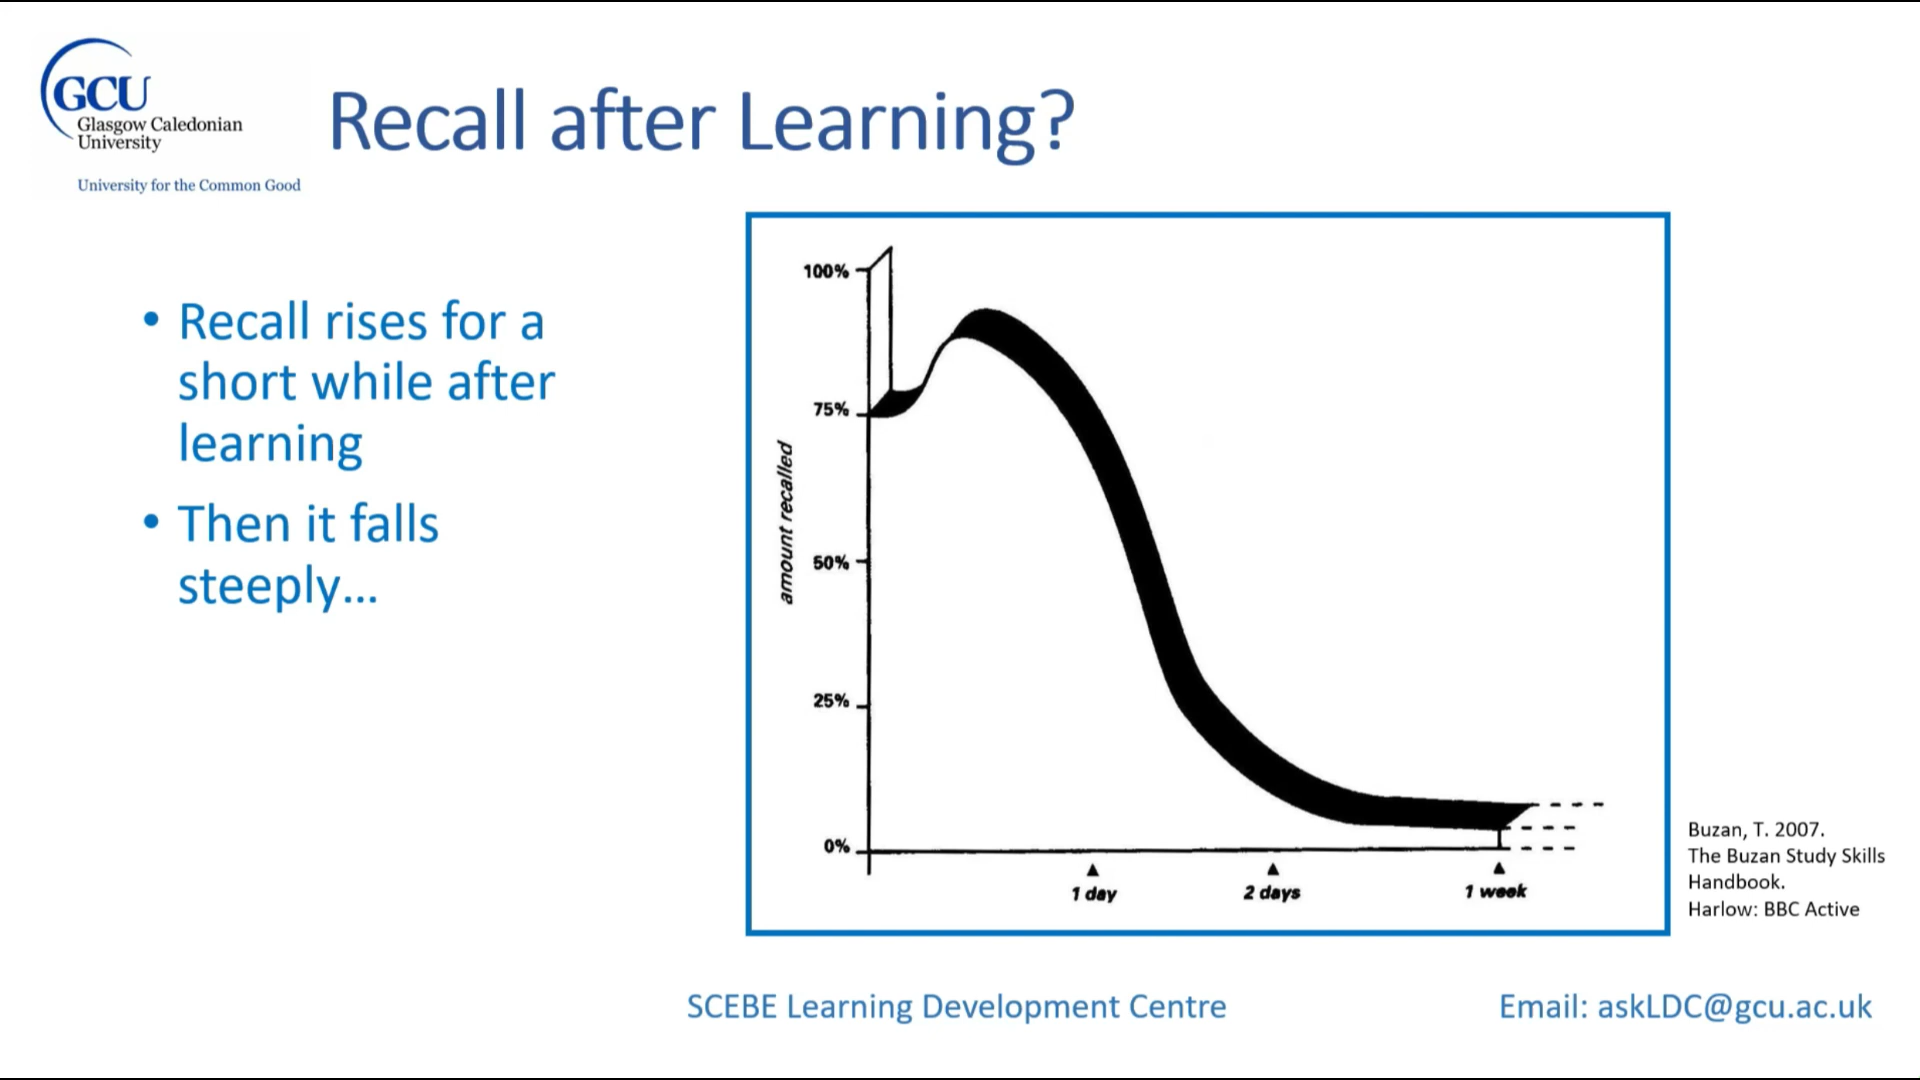 GCU
Glasgow Caledonian
University
University for the Common Good
Recall after Learning?
• Recall rises for a
short while after
learning
• Then it falls
steeply...
100%
75%
50%
25%
0%
amount recalled
1 day
2 days
1 week
Buzan, T. 2007.
The Buzan Study Skills
Handbook.
Harlow: BBC Active
SCEBE Learning Development Centre
Email: askLDC@gcu.ac.uk